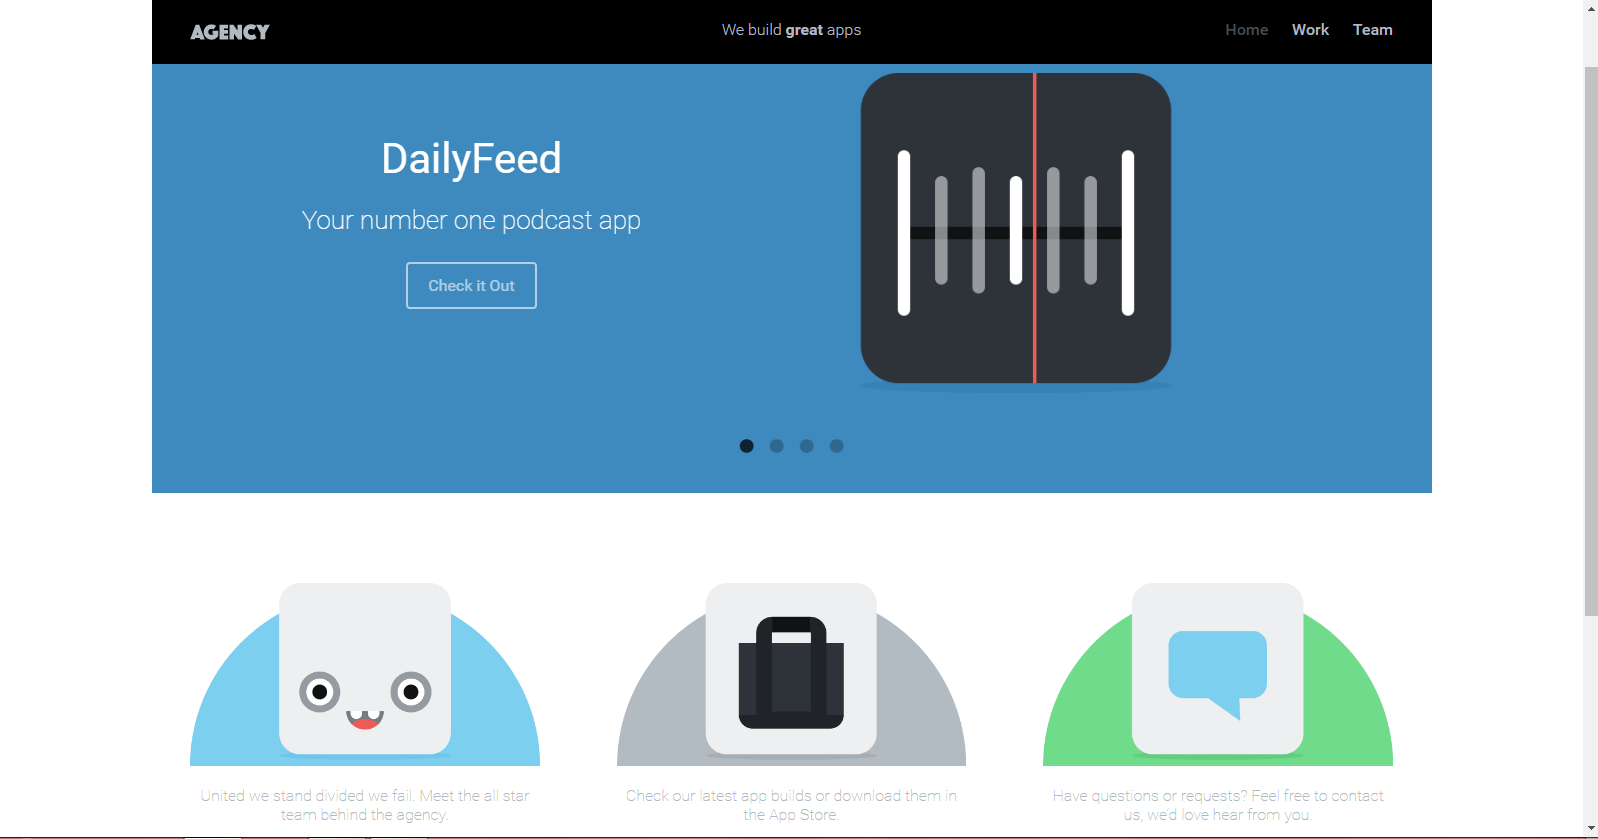 AGENCY
We build great apps
Home Work Team
DailyFeed
Your number one podcast app
Check it Out
United we stand divided we fail. Meet the all star
team behind the agency.
Check our latest app builds or download them in
the App Store.
Have questions or requests? Feel free to contact
us, we'd love hear from you.